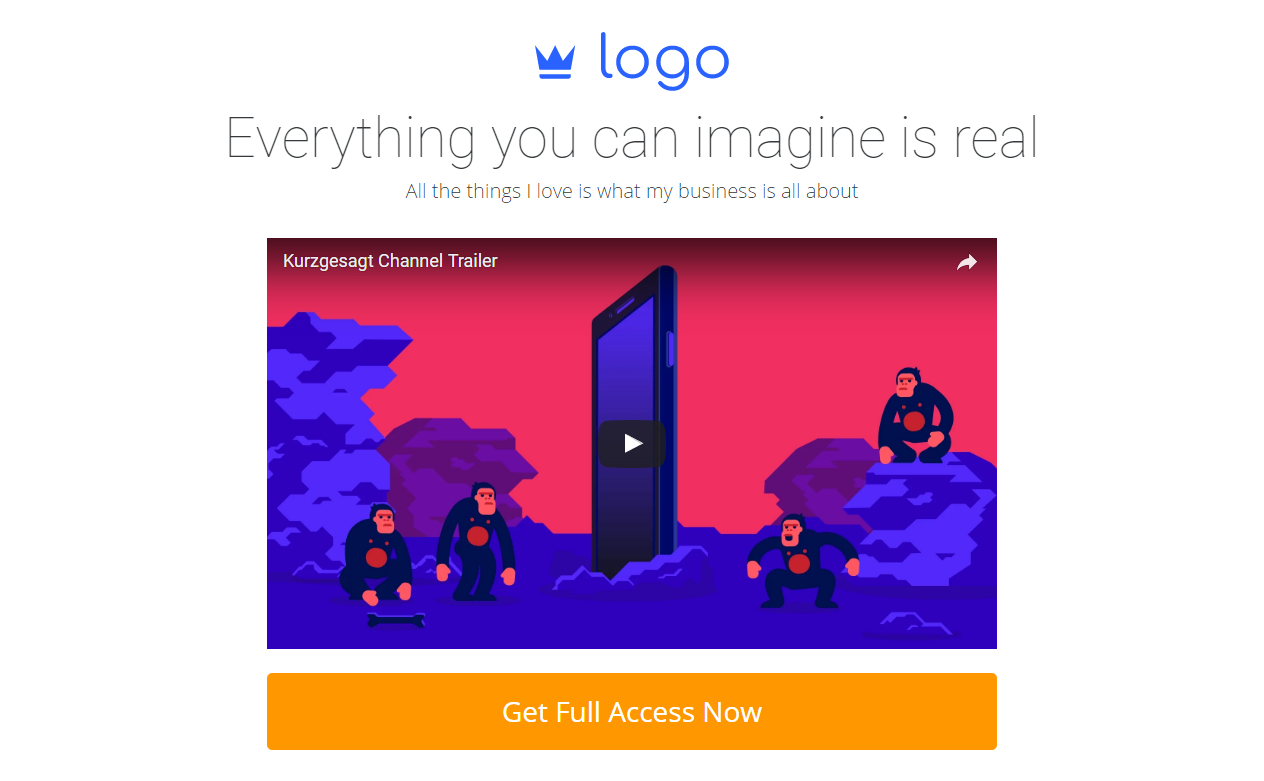 logo
Everything you can imagine is real
All the things I love is what my business is all about
Kurzgesagt Channel Trailer
Get Full Access Now